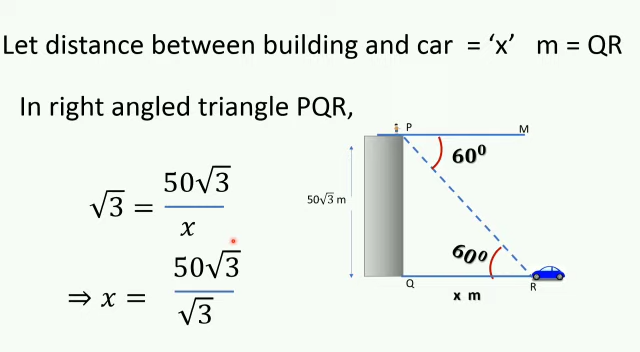 Let distance between building and car = ‘x’ m = QR
In right angled triangle PQR,
√3 = 50√3 / x
⇒ x = 50√3 / √3
P
M
60⁰
50√3 m
60⁰
Q
R
x m